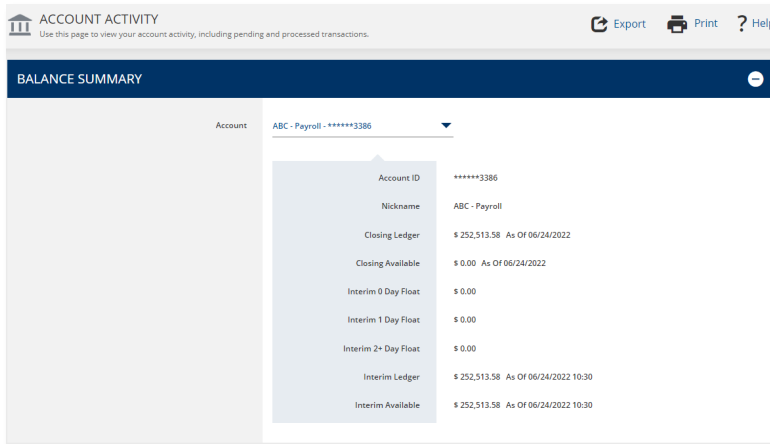 ACCOUNT ACTIVITY
Use this page to view your account activity, including pending and processed transactions.
Export Print ? Help
BALANCE SUMMARY
Account ABC - Payroll - ******3386
Account ID ******3386
Nickname ABC - Payroll
Closing Ledger $ 252,513.58 As Of 06/24/2022
Closing Available $ 0.00 As Of 06/24/2022
Interim 0 Day Float $ 0.00
Interim 1 Day Float $ 0.00
Interim 2+ Day Float $ 0.00
Interim Ledger $ 252,513.58 As Of 06/24/2022 10:30
Interim Available $ 252,513.58 As Of 06/24/2022 10:30